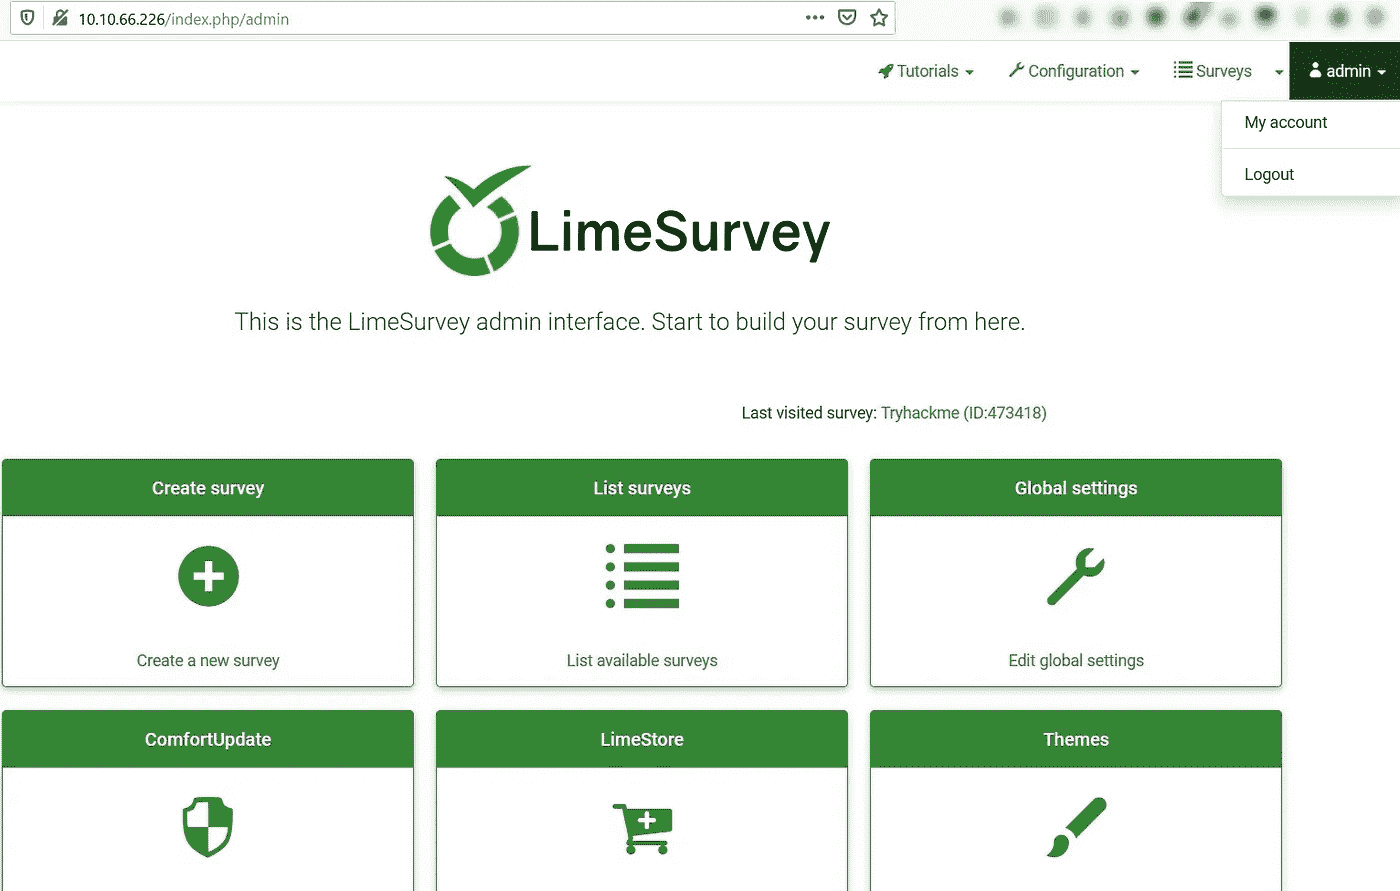 10.10.66.226/index.php/admin
Tutorials Configuration Surveys admin
My account
Logout
LimeSurvey
This is the LimeSurvey admin interface. Start to build your survey from here.
Last visited survey: Tryhackme (ID:473418)
Create survey List surveys Global settings
Create a new survey List available surveys Edit global settings
ComfortUpdate LimeStore Themes